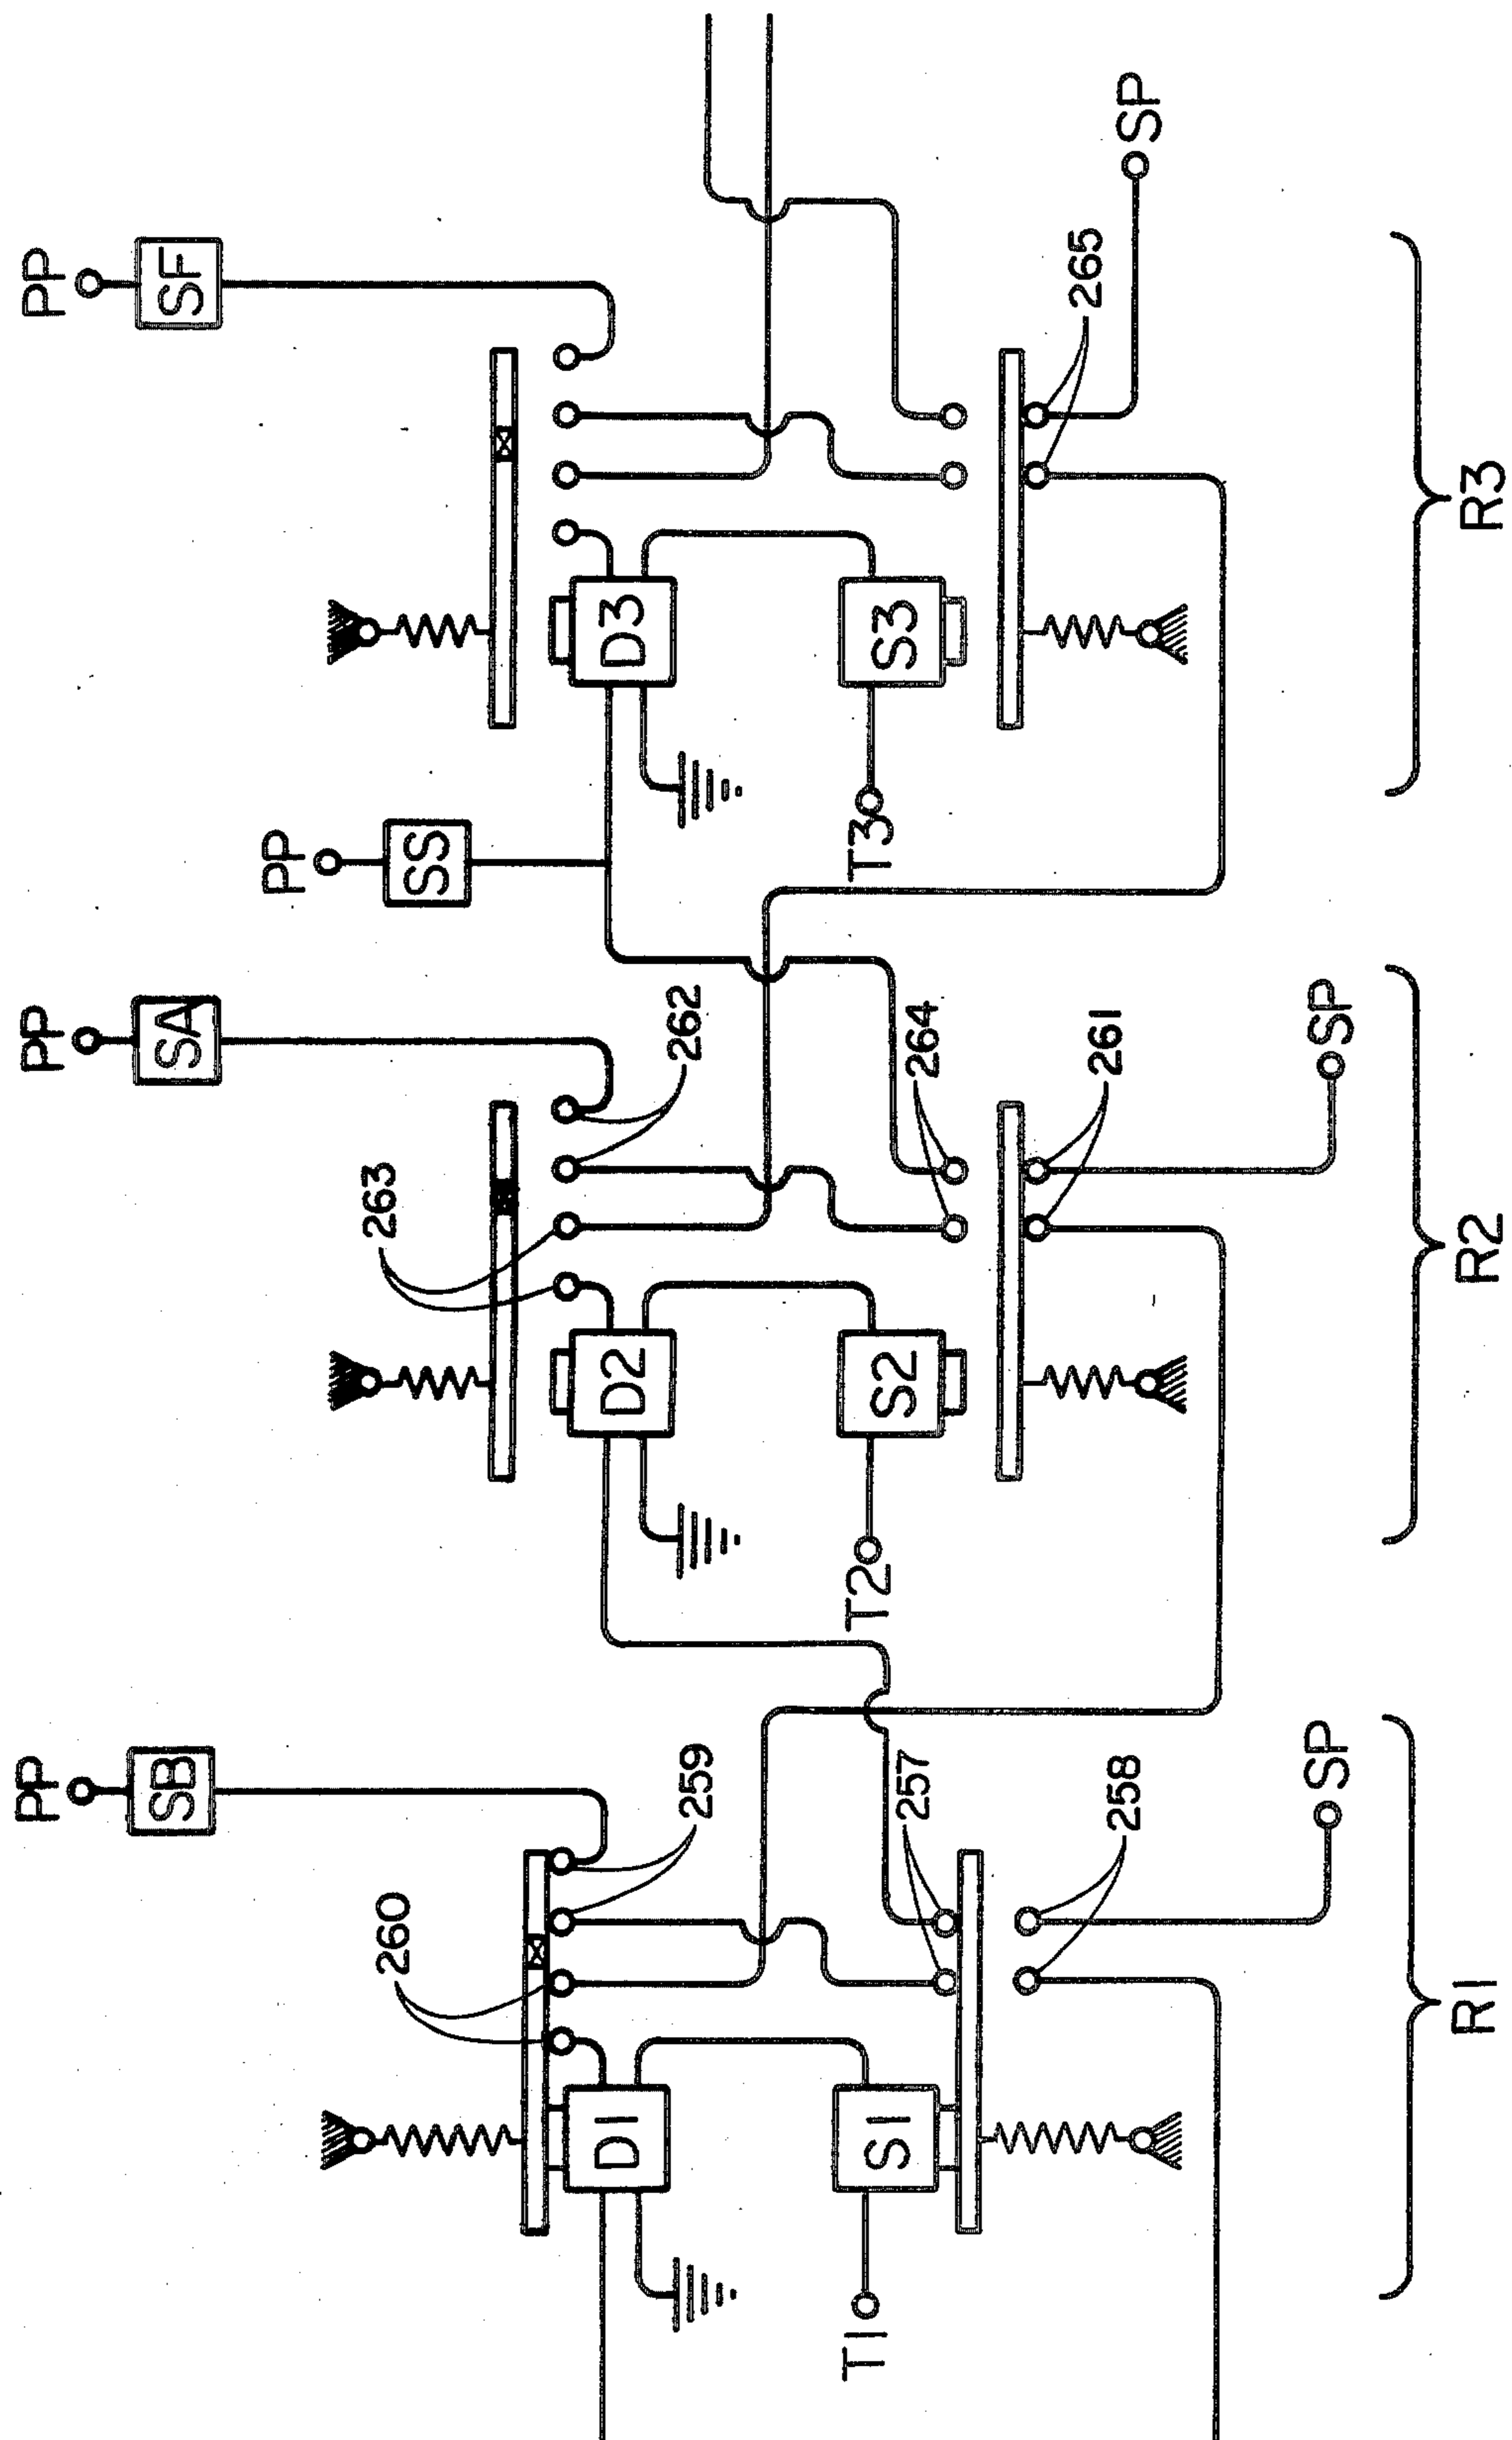 PP
SB
PP
SA
PP
SS
PP
SF
260
259
263
262
D1
D2
D3
S1
S2
S3
T1
T2
T3
257
258
264
261
265
SP
SP
SP
R1
R2
R3